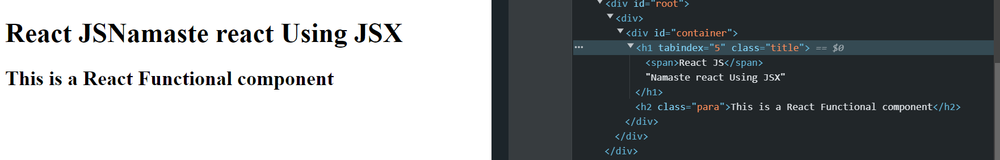 React JSNamaste react Using JSX
This is a React Functional component
<div id="root">
<div>
<div id="container">
<h1 tabindex="5" class="title"> == $0
<span>React JS</span>
"Namaste react Using JSX"
</h1>
<h2 class="para">This is a React Functional component</h2>
</div>
</div>
</div>